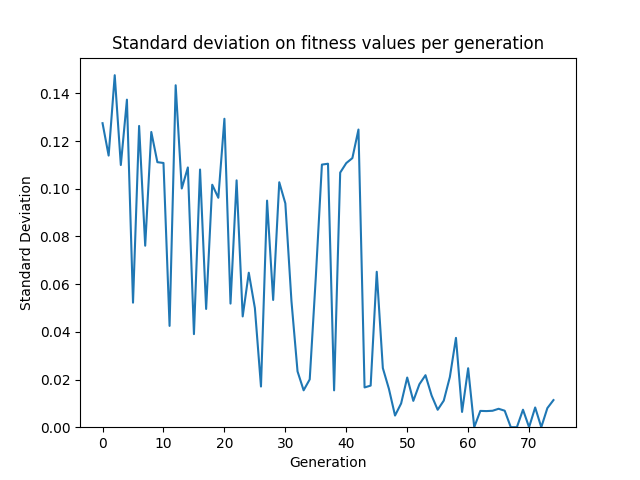 Standard deviation on fitness values per generation
0.14
0.12
0.10
0.08
0.06
0.04
0.02
0.00
Standard Deviation
0 10 20 30 40 50 60 70
Generation